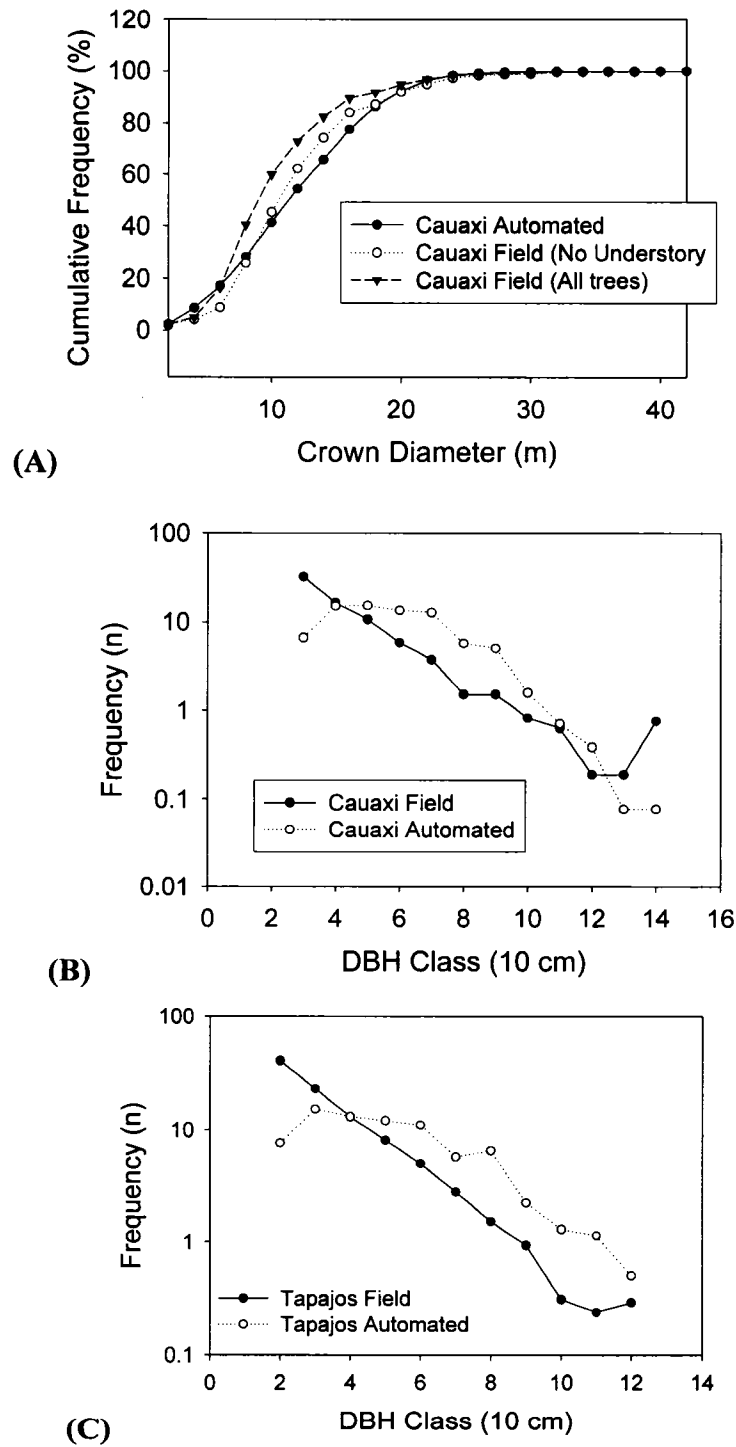 120
100
80
60
40
20
0
Cumulative Frequency (%)
Cauaxi Automated
Cauaxi Field (No Understory
Cauaxi Field (All trees)
10 20 30 40
Crown Diameter (m)
(A)
100
10
1
0.1
0.01
Frequency (n)
Cauaxi Field
Cauaxi Automated
0 2 4 6 8 10 12 14 16
DBH Class (10 cm)
(B)
100
10
1
0.1
Frequency (n)
Tapajos Field
Tapajos Automated
0 2 4 6 8 10 12 14
DBH Class (10 cm)
(C)